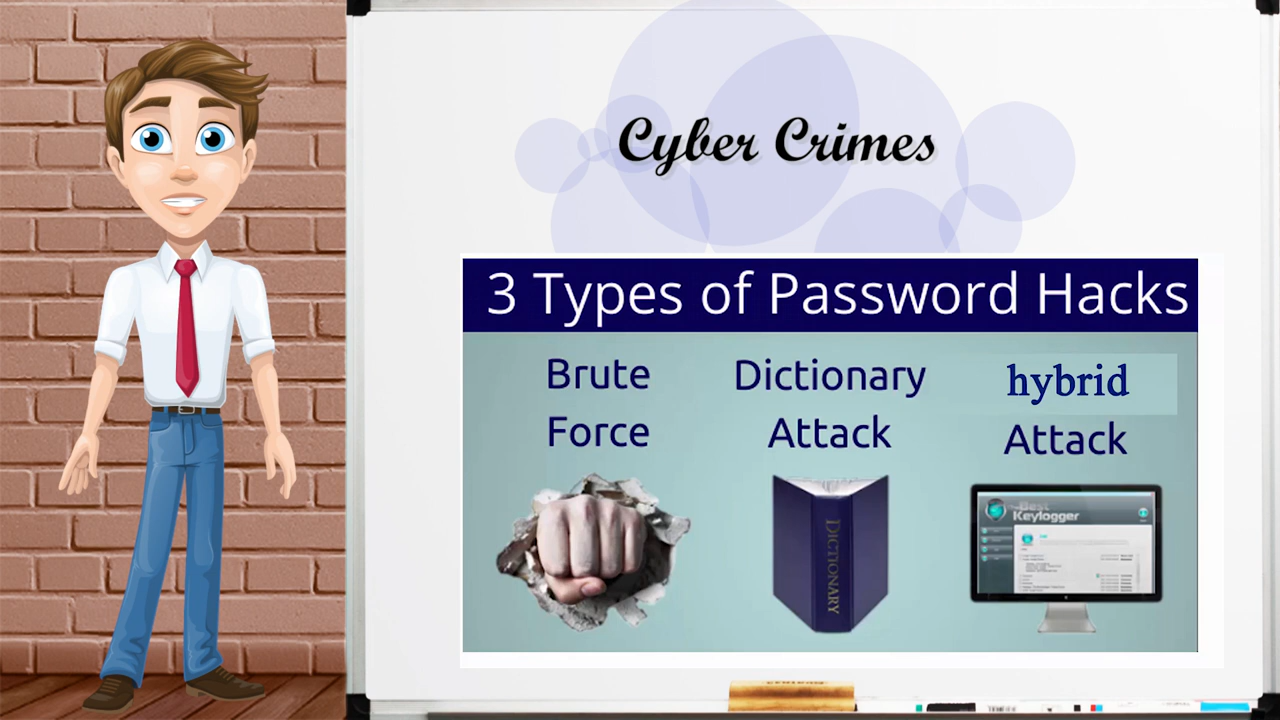 Cyber Crimes
3 Types of Password Hacks
Brute
Force
Dictionary
Attack
hybrid
Attack
DICTIONARY
Best
Keylogger